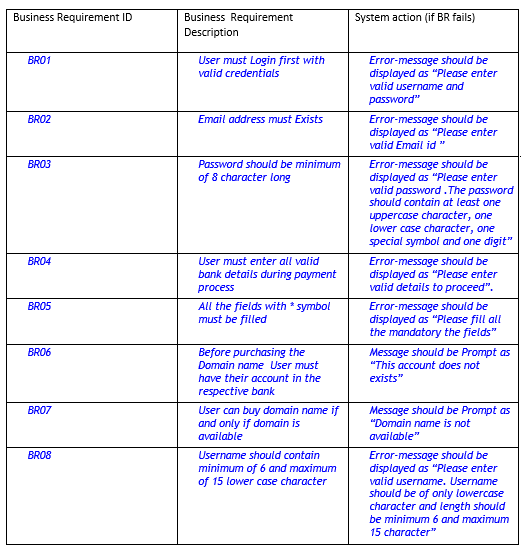 Business Requirement ID
Business  Requirement
Description
System action (if BR fails)
BR01
User must Login first with
valid credentials
Error-message should be
displayed as “Please enter
valid username and
password”
BR02
Email address must Exists
Error-message should be
displayed as “Please enter
valid Email id ”
BR03
Password should be minimum
of 8 character long
Error-message should be
displayed as “Please enter
valid password .The password
should contain at least one
uppercase character, one
lower case character, one
special symbol and one digit”
BR04
User must enter all valid
bank details during payment
process
Error-message should be
displayed as “Please enter
valid details to proceed”.
BR05
All the fields with * symbol
must be filled
Error-message should be
displayed as “Please fill all
the mandatory the fields”
BR06
Before purchasing the
Domain name  User must
have their account in the
respective bank
Message should be Prompt as
“This account does not
exists”
BR07
User can buy domain name if
and only if domain is
available
Message should be Prompt as
“Domain name is not
available”
BR08
Username should contain
minimum of 6 and maximum
of 15 lower case character
Error-message should be
displayed as “Please enter
valid username. Username
should be of only lowercase
character and length should
be minimum 6 and maximum
15 character”